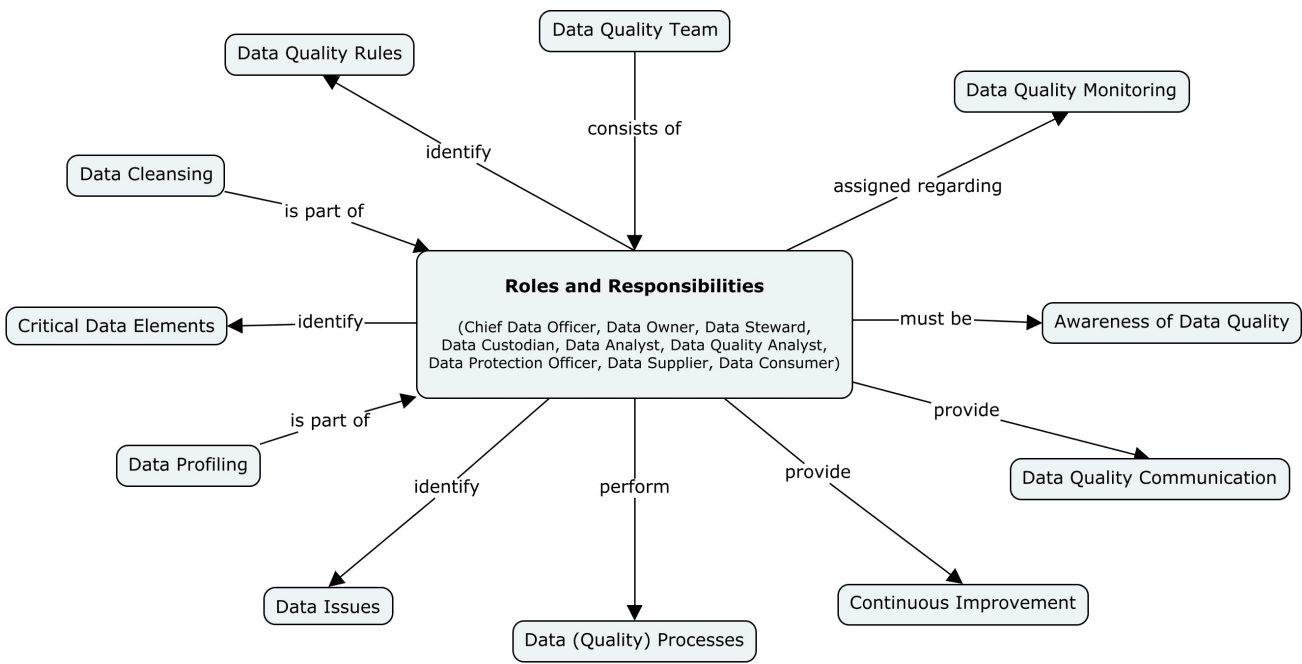 Data Quality Team
Data Quality Rules
Data Quality Monitoring
consists of
identify
Data Cleansing
assigned regarding
is part of
Roles and Responsibilities
(Chief Data Officer, Data Owner, Data Steward,
Data Custodian, Data Analyst, Data Quality Analyst,
Data Protection Officer, Data Supplier, Data Consumer)
Critical Data Elements
identify
must be
Awareness of Data Quality
is part of
provide
Data Profiling
Data Quality Communication
identify
perform
provide
Data Issues
Continuous Improvement
Data (Quality) Processes